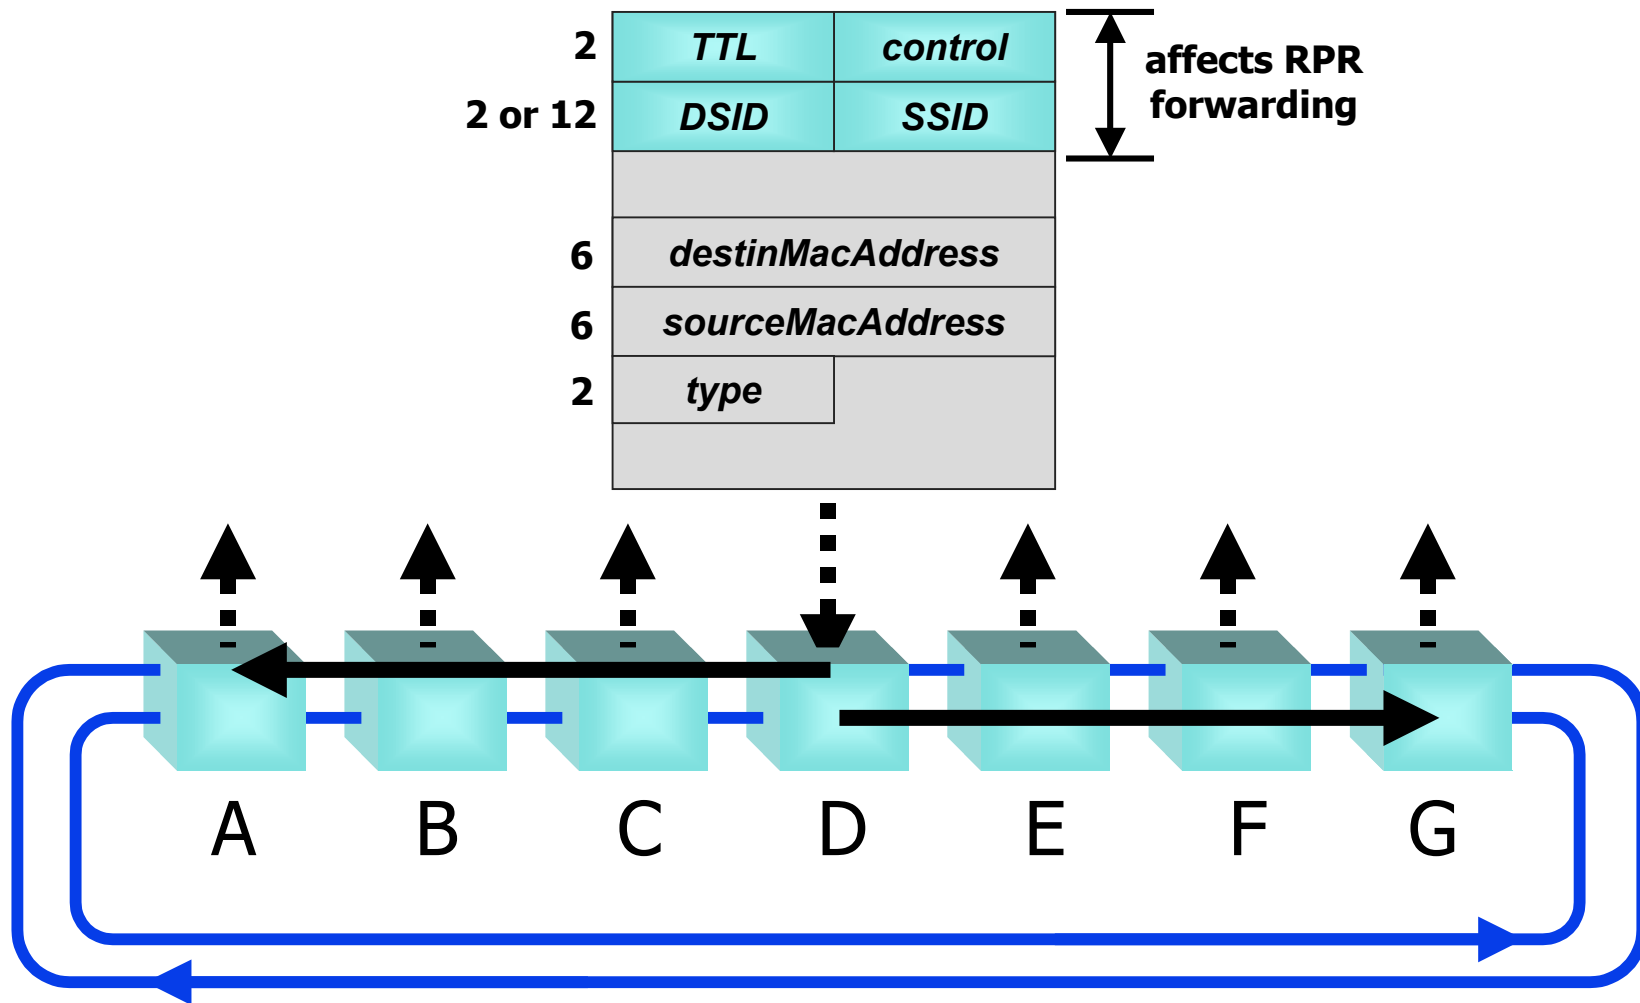 2 TTL control
affects RPR
forwarding
2 or 12 DSID SSID
6 destinMacAddress
6 sourceMacAddress
2 type
A B C D E F G